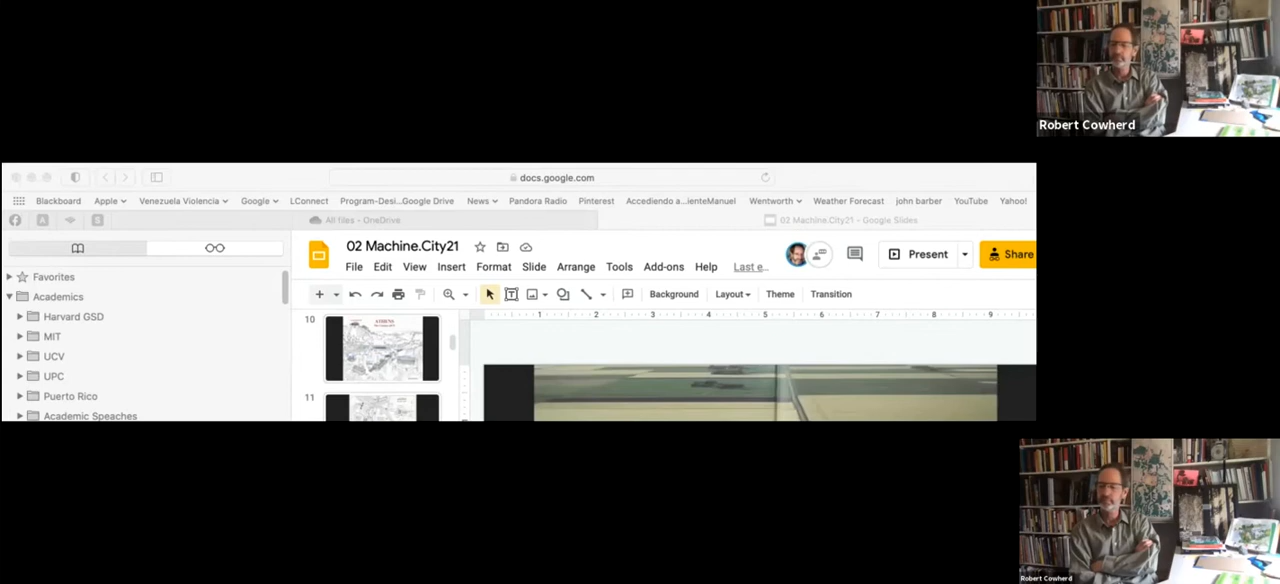 Robert Cowherd
docs.google.com
Blackboard Apple Venezuela Violencia Google LConnect Program-Desi...Google Drive News Pandora Radio Pinterest Accediendo a...ienteManuel Wentworth Weather Forecast john barber YouTube Yahoo!
All files - OneDrive 02 Machine.City21 - Google Slides
02 Machine.City21
File Edit View Insert Format Slide Arrange Tools Add-ons Help Last e...
Present Share
Background Layout Theme Transition
Favorites
Academics
Harvard GSD
MIT
UCV
UPC
Puerto Rico
Academic Speaches
1 2 3 4 5 6 7 8 9
10
11
Robert Cowherd